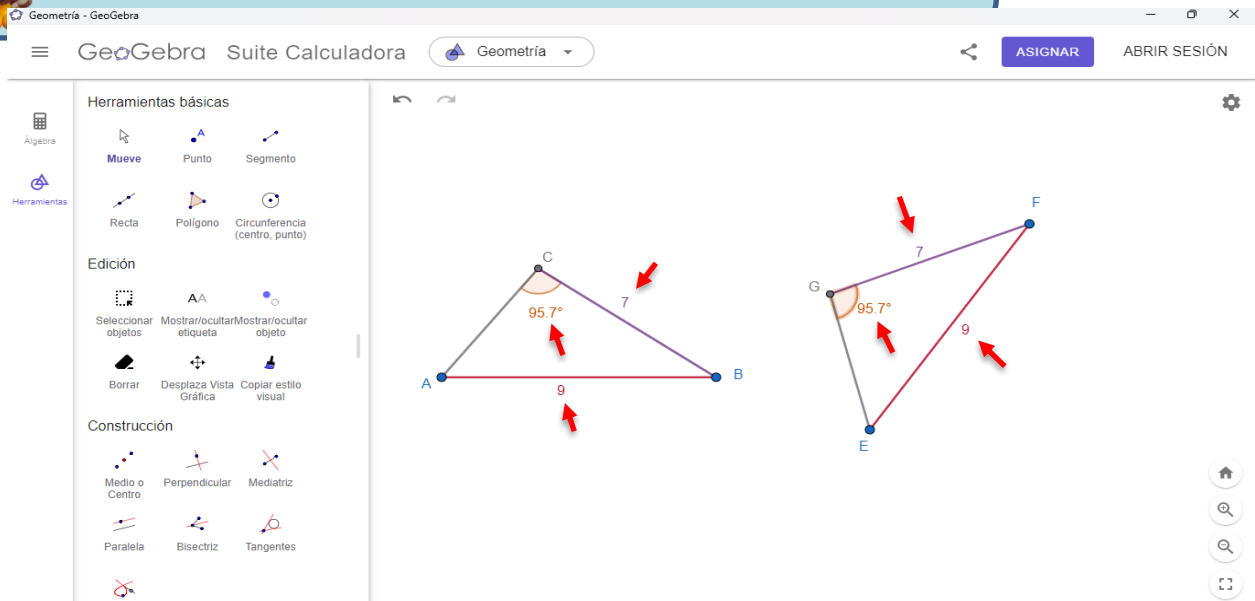 Geometría - GeoGebra
GeoGebra Suite Calculadora
Geometría
ASIGNAR
ABRIR SESIÓN
Álgebra
Herramientas
Herramientas básicas
Mueve
A
Punto
Segmento
Recta
Polígono
Circunferencia
(centro, punto)
Edición
Seleccionar
objetos
AA
Mostrar/ocultar
etiqueta
Mostrar/ocultar
objeto
Borrar
Desplaza Vista
Gráfica
Copiar estilo
visual
Construcción
Medio o
Centro
Perpendicular
Mediatriz
Paralela
Bisectriz
Tangentes
C
95.7°
7
A
B
9
F
7
G
95.7°
9
E